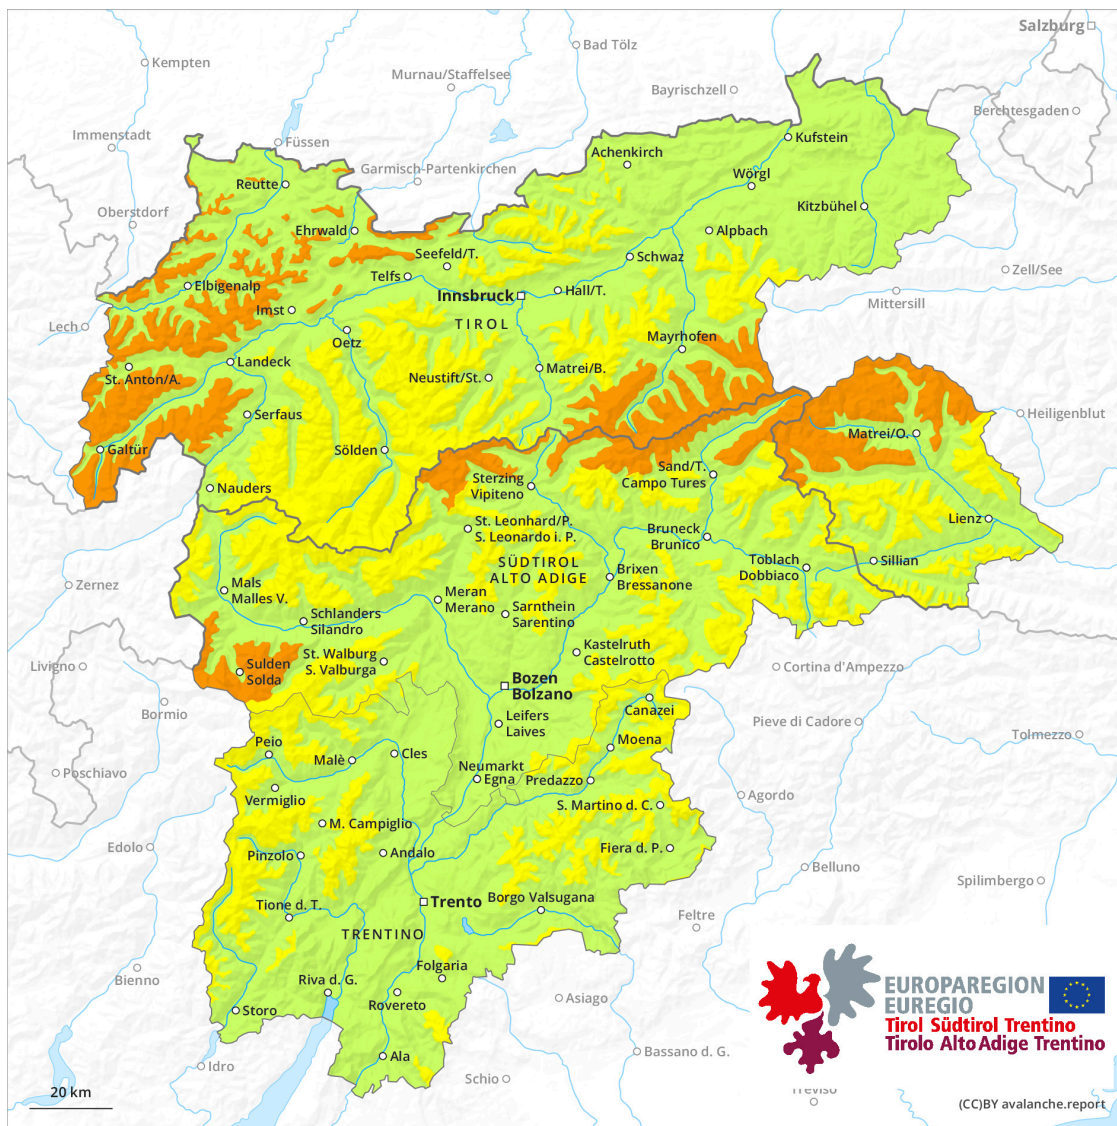 Salzburg
Bad Tölz
Kempten
Murnau/Staffelsee
Bayrischzell
Berchtesgaden
Immenstadt
Füssen
Kufstein
Achenkirch
Garmisch-Partenkirchen
Wörgl
Reutte
Kitzbühel
Oberstdorf
Ehrwald
Alpbach
Seefeld/T.
Schwaz
Zell/See
Telfs
Elbigenalp
Innsbruck
Hall/T.
Mittersill
Imst
TIROL
Lech
Oetz
Mayrhofen
Landeck
Matrei/B.
St. Anton/A.
Neustift/St.
Serfaus
Heiligenblut
Matrei/O.
Galtür
Sölden
Sand/T.
Campo Tures
Sterzing
Vipiteno
Nauders
Lienz
St. Leonhard/P.
S. Leonardo i. P.
Bruneck
Brunico
SÜDTIROL
ALTO ADIGE
Toblach
Dobbiaco
Sillian
Zernez
Mals
Malles V.
Brixen
Bressanone
Meran
Merano
Sarnthein
Sarentino
Schlanders
Silandro
Kastelruth
Castelrotto
St. Walburg
S. Valburga
Livigno
Sulden
Solda
Cortina d'Ampezzo
Bozen
Bolzano
Bormio
Canazei
Leifers
Laives
Pieve di Cadore
Tolmezzo
Peio
Moena
Cles
Malè
Neumarkt
Egna
Poschiavo
Predazzo
Vermiglio
Agordo
S. Martino d. C.
M. Campiglio
Edolo
Pinzolo
Andalo
Fiera d. P.
Belluno
Spilimbergo
Trento
Borgo Valsugana
Tione d. T.
Feltre
TRENTINO
Folgaria
Bienno
Riva d. G.
Rovereto
Asiago
Storo
EUROPAREGION
EUREGIO
Tirol Südtirol Trentino
Tirolo Alto Adige Trentino
Ala
Bassano d. G.
Idro
Schio
20 km
Treviso
(CC)BY avalanche.report